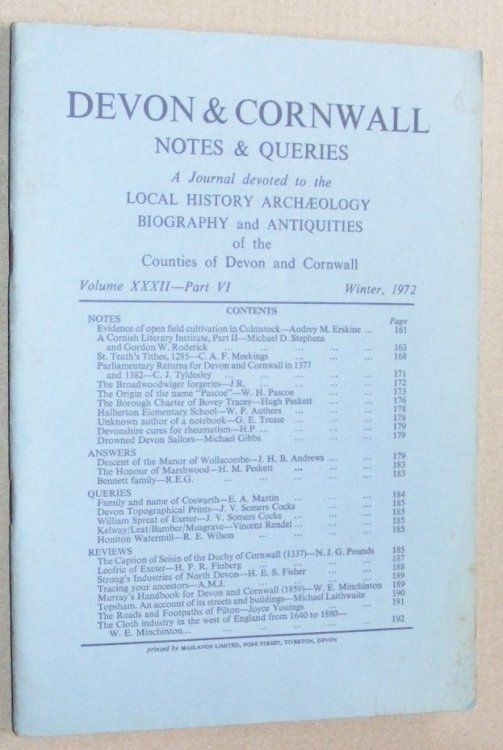 DEVON & CORNWALL
NOTES & QUERIES
A Journal devoted to the
LOCAL HISTORY ARCHÆOLOGY
BIOGRAPHY and ANTIQUITIES
of the
Counties of Devon and Cornwall
Volume XXXII—Part VI Winter, 1972
CONTENTS
NOTES Page
Evidence of open field cultivation in Culmstock—Audrey M. Erskine ... 161
A Cornish Literary Institute, Part II—Michael D. Stephens
and Gordon W. Roderick ... ... ... ... ... 163
St. Teath's Tithes, 1295—C. A. F. Meekings ... ... ... 168
Parliamentary Returns for Devon and Cornwall in 1377
and 1382—C. J. Tyldesley ... ... ... ... 171
The Broadwoodwiger forgeries—J.R. ... ... ... ... 172
The Origin of the name "Pascoe"—W. H. Pascoe ... ... 173
The Borough Charter of Bovey Tracey—Hugh Peskett ... ... 176
Halberton Elementary School—W. P. Authers ... ... ... 178
Unknown author of a notebook—G. E. Trease ... ... ... 178
Devonshire cures for rheumatism—H.P. ... ... ... ... 179
Drowned Devon Sailors—Michael Gibbs ... ... ... 179
ANSWERS
Descent of the Manor of Wollacombe—J. H. B. Andrews ... ... 179
The Honour of Marshwood—H. M. Peskett ... ... ... 183
Bennett family—R.E.G. ... ... ... ... ... 183
QUERIES
Family and name of Coswarth—E. A. Martin ... ... ... 184
Devon Topographical Prints—J. V. Somers Cocks ... ... 185
William Spreat of Exeter—J. V. Somers Cocks ... ... ... 185
Kelway/Leat/Bamber/Musgrave—Vincent Rendel ... ... ... 185
Honiton Watermill—R. E. Wilson ... ... ... ... 185
REVIEWS
The Caption of Seisin of the Duchy of Cornwall (1337)—N. J. G. Pounds 185
Leofric of Exeter—H. P. R. Finberg ... ... ... ... 187
Strong's Industries of North Devon—H. E. S. Fisher ... ... 188
Tracing your ancestors—A.M.J. ... ... ... ... 189
Murray's Handbook for Devon and Cornwall (1859)—W. E. Minchinton 189
Topsham. An account of its streets and buildings—Michael Laithwaite 190
The Roads and Footpaths of Pilton—Joyce Youings ... ... 191
The Cloth industry in the west of England from 1640 to 1880—
W. E. Minchinton... ... ... ... ... ... 192
printed by MASLANDS LIMITED, FORE STREET, TIVERTON, DEVON